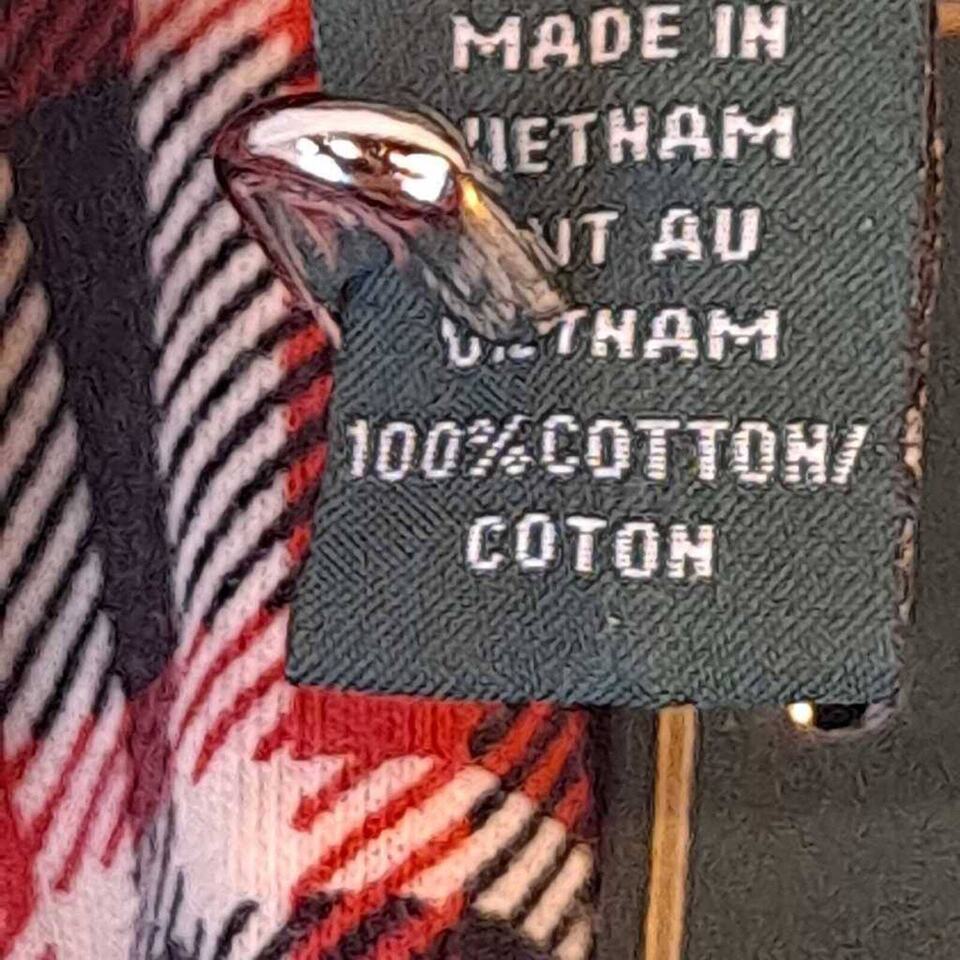 MADE IN
VIETNAM
AU
VIETNAM
100%COTTON/
COTON